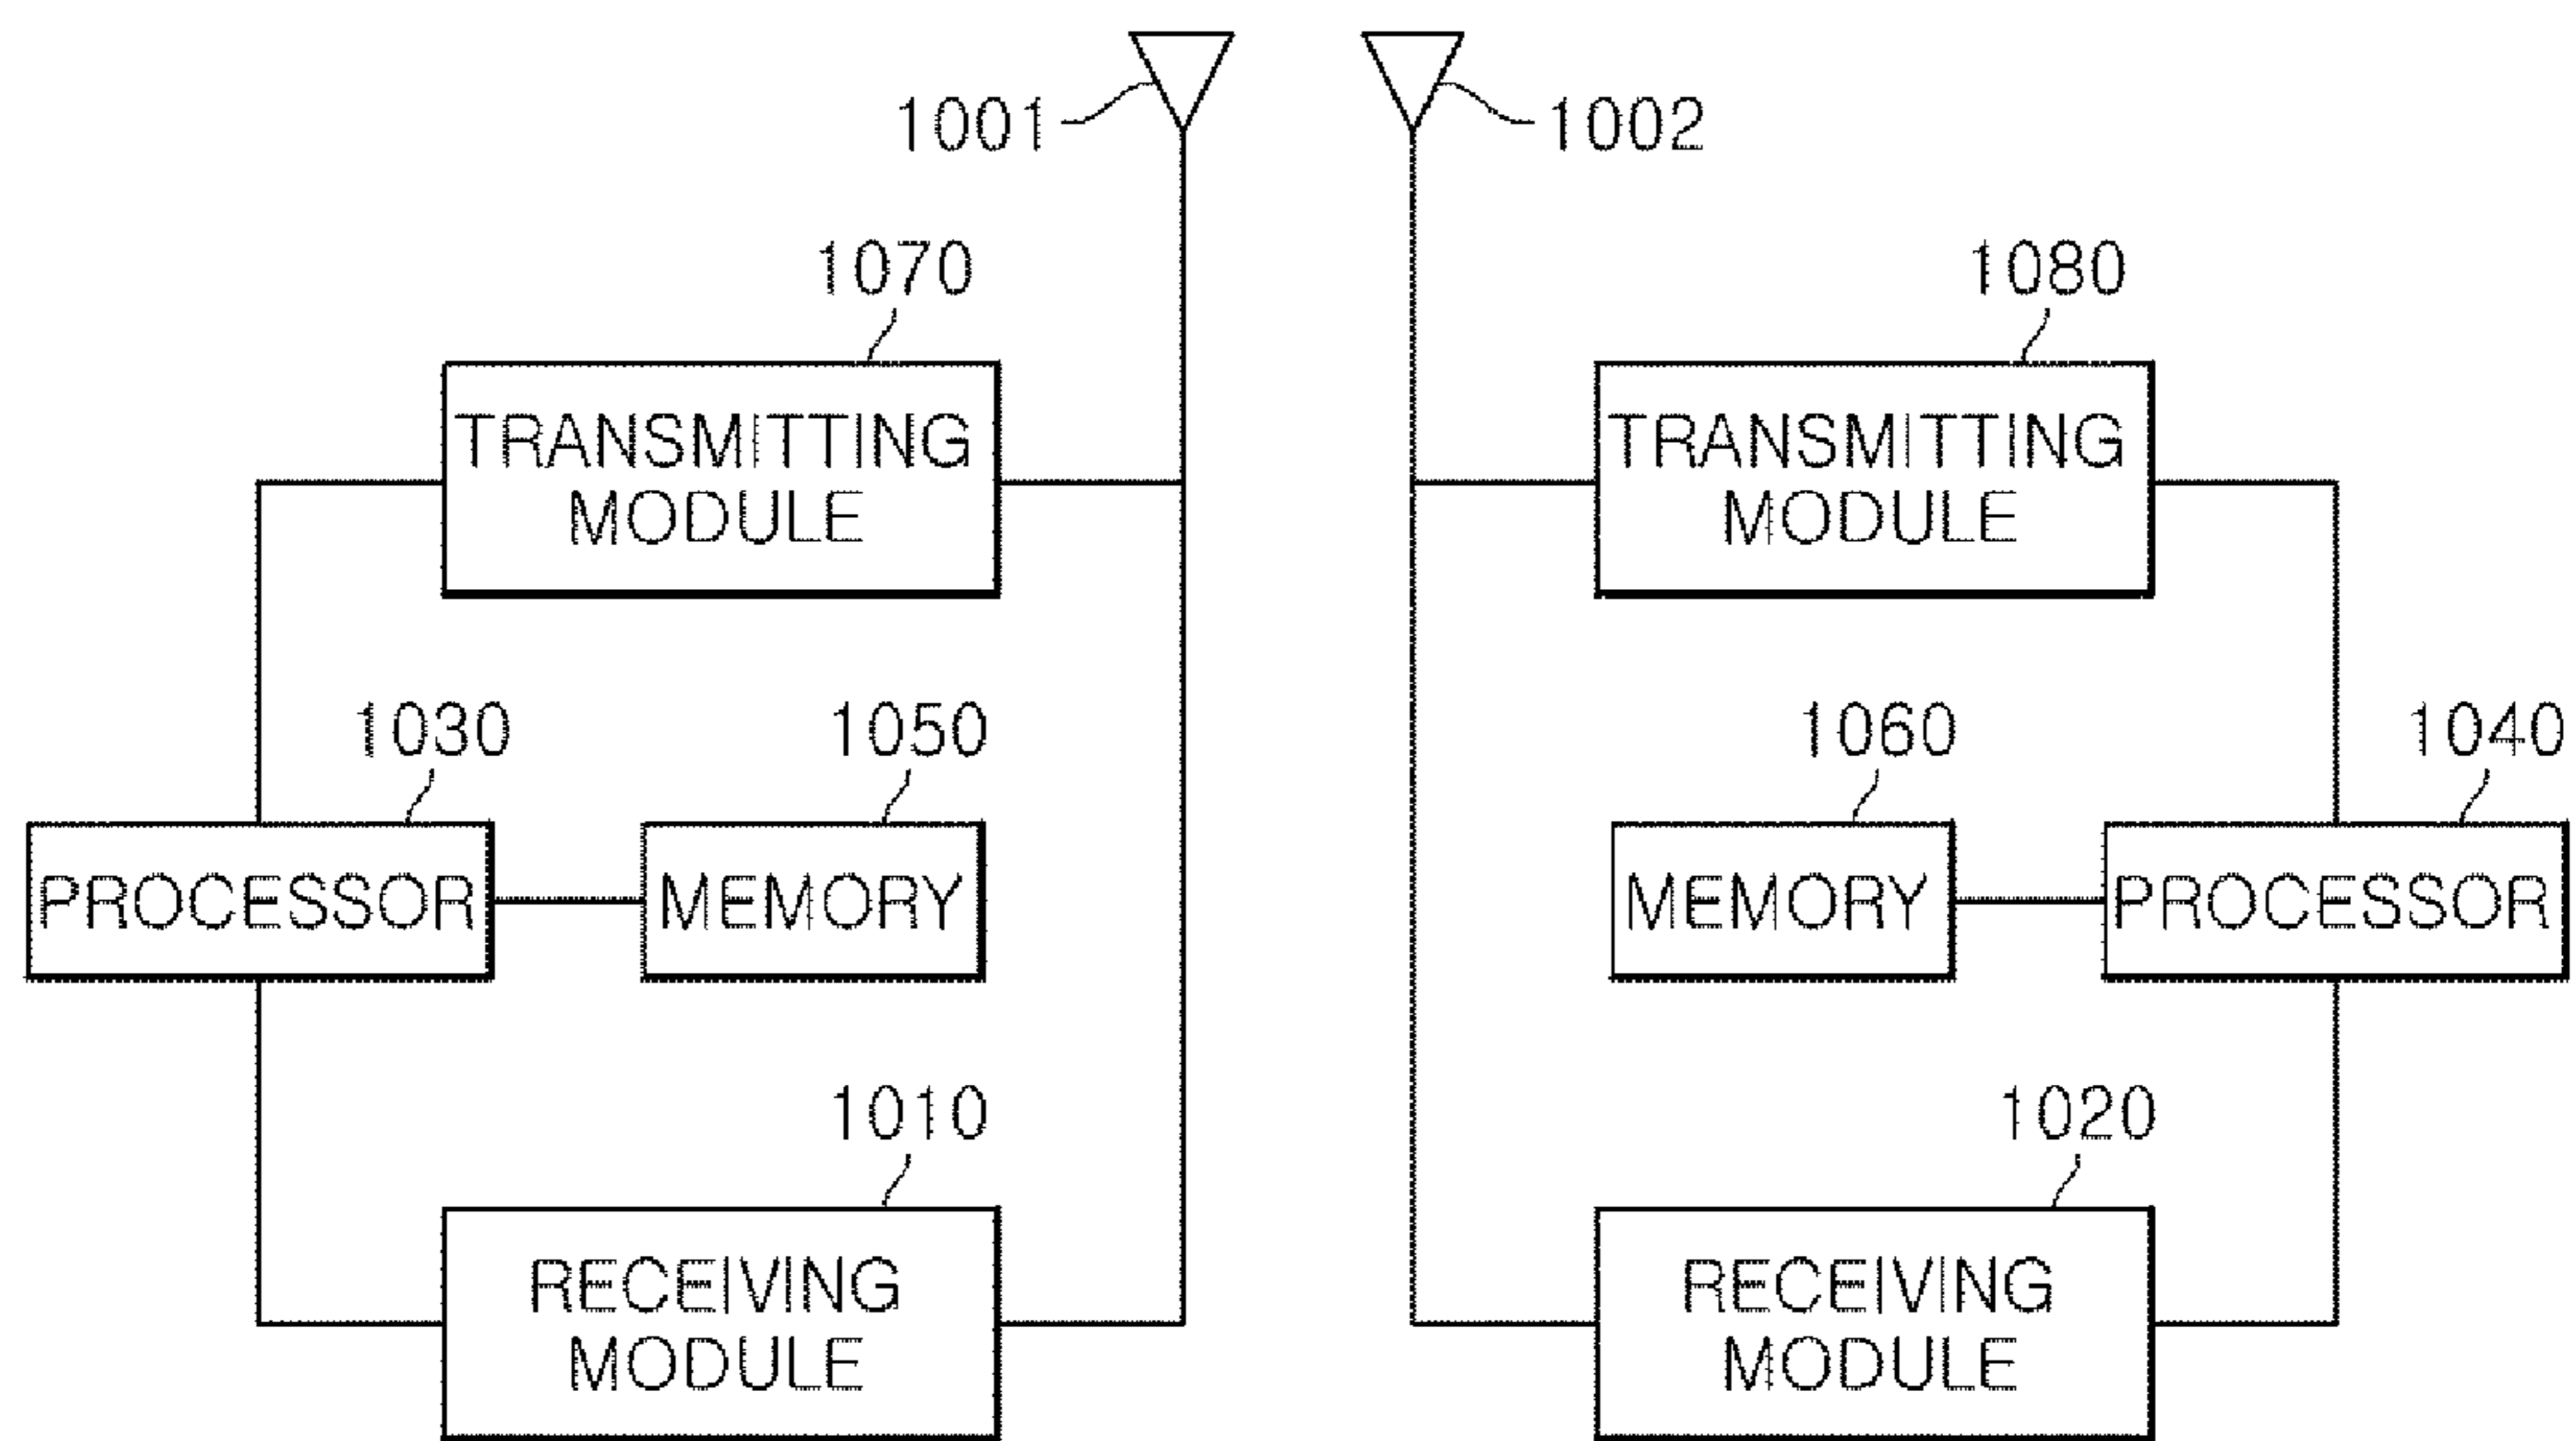 1001
1002
1070
1080
TRANSMITTING
MODULE
TRANSMITTING
MODULE
1030
1050
1060
1040
PROCESSOR
MEMORY
MEMORY
PROCESSOR
1010
1020
RECEIVING
MODULE
RECEIVING
MODULE